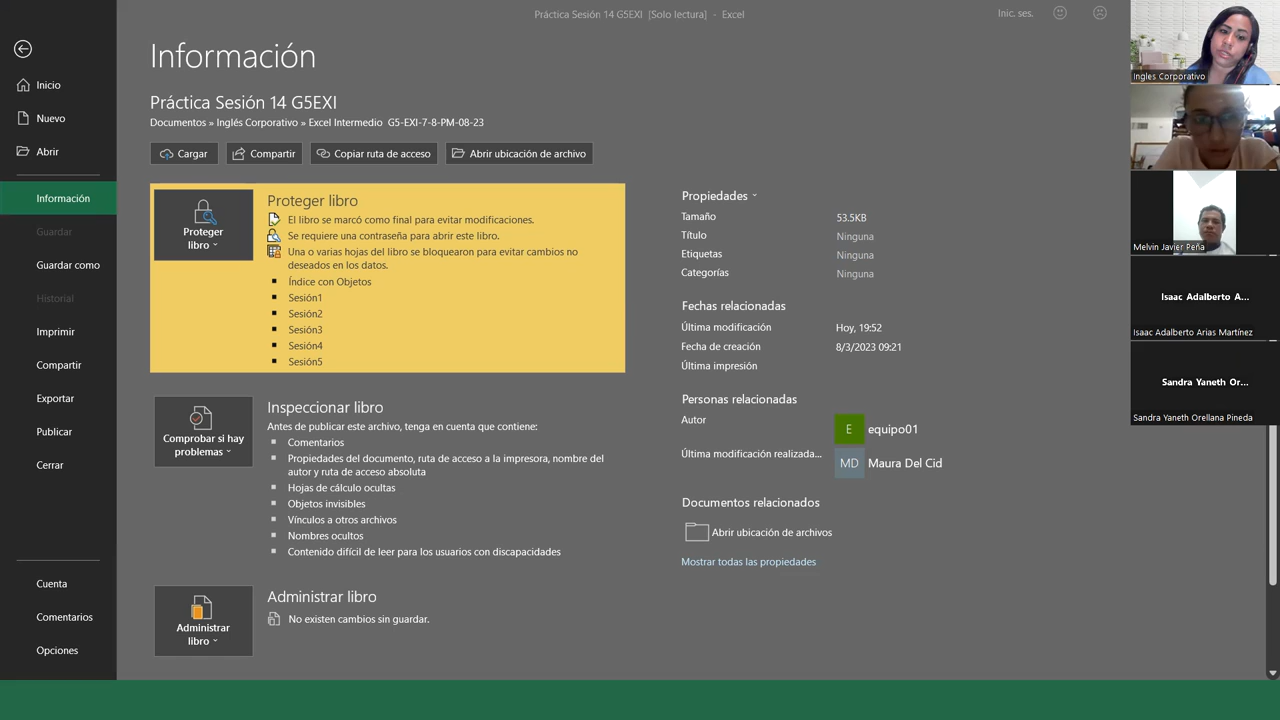 Práctica Sesión 14 G5EXI [Solo lectura] - Excel
Inic. ses.
Inicio
Nuevo
Abrir
Información
Guardar
Guardar como
Historial
Imprimir
Compartir
Exportar
Publicar
Cerrar
Cuenta
Comentarios
Opciones
Información
Práctica Sesión 14 G5EXI
Documentos » Inglés Corporativo » Excel Intermedio G5-EXI-7-8-PM-08-23
Cargar
Compartir
Copiar ruta de acceso
Abrir ubicación de archivo
Proteger
libro
Proteger libro
El libro se marcó como final para evitar modificaciones.
Se requiere una contraseña para abrir este libro.
Una o varias hojas del libro se bloquearon para evitar cambios no
deseados en los datos.
Índice con Objetos
Sesión1
Sesión2
Sesión3
Sesión4
Sesión5
Comprobar si hay
problemas
Inspeccionar libro
Antes de publicar este archivo, tenga en cuenta que contiene:
Comentarios
Propiedades del documento, ruta de acceso a la impresora, nombre del
autor y ruta de acceso absoluta
Hojas de cálculo ocultas
Objetos invisibles
Vínculos a otros archivos
Nombres ocultos
Contenido difícil de leer para los usuarios con discapacidades
Administrar
libro
Administrar libro
No existen cambios sin guardar.
Propiedades
Tamaño 53.5KB
Título Ninguna
Etiquetas Ninguna
Categorías Ninguna
Fechas relacionadas
Última modificación Hoy, 19:52
Fecha de creación 8/3/2023 09:21
Última impresión
Personas relacionadas
Autor
E equipo01
Última modificación realizada...
MD Maura Del Cid
Documentos relacionados
Abrir ubicación de archivos
Mostrar todas las propiedades
Ingles Corporativo
Melvin Javier Peña
Isaac Adalberto A...
Isaac Adalberto Arias Martínez
Sandra Yaneth Or...
Sandra Yaneth Orellana Pineda